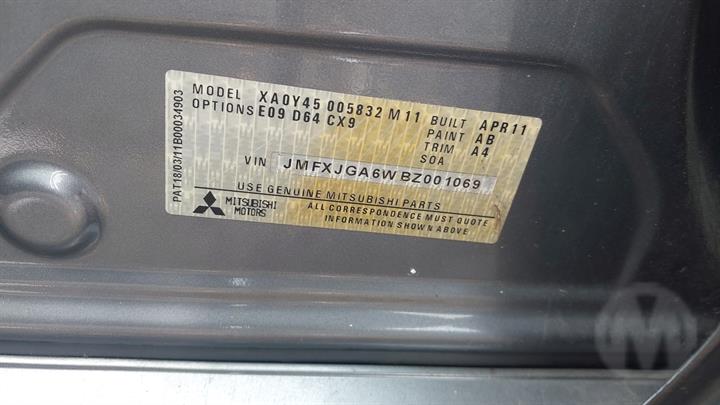 MODEL XA0Y45 005832 M11 BUILT APR11
OPTIONS E09 D64 CX9 PAINT AB
TRIM A4
SOA
VIN JMFXJGA6WBZ001069
USE GENUINE MITSUBISHI PARTS
MITSUBISHI MOTORS
ALL CORRESPONDENCE MUST QUOTE
INFORMATION SHOWN ABOVE
PAT18/03/11B00034903
M